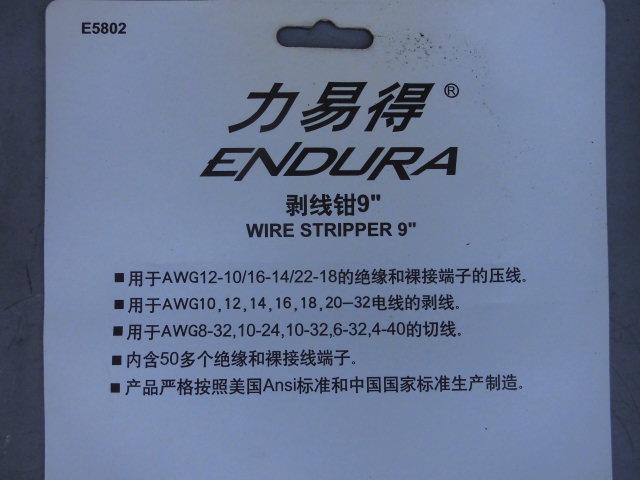 E5802
力易得®
ENDURA
剥线钳9"
WIRE STRIPPER 9"
■用于AWG12-10/16-14/22-18的绝缘和裸接端子的压线。
■用于AWG10,12,14,16,18,20-32电线的剥线。
■用于AWG8-32,10-24,10-32,6-32,4-40的切线。
■内含50多个绝缘和裸接线端子。
■产品严格按照美国Ansi标准和中国国家标准生产制造。